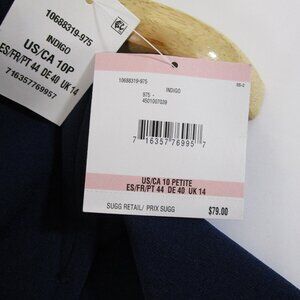 10688319-975
INDIGO
US/CA 10P
ES/FR/PT 44 DE 40 UK 14
716357769957
10688319-975
INDIGO
975 -
4501007039
7 16357 76995 7
US/CA 10 PETITE
ES/FR/PT 44 DE 40 UK 14
SUGG RETAIL/ PRIX SUGG
$79.00